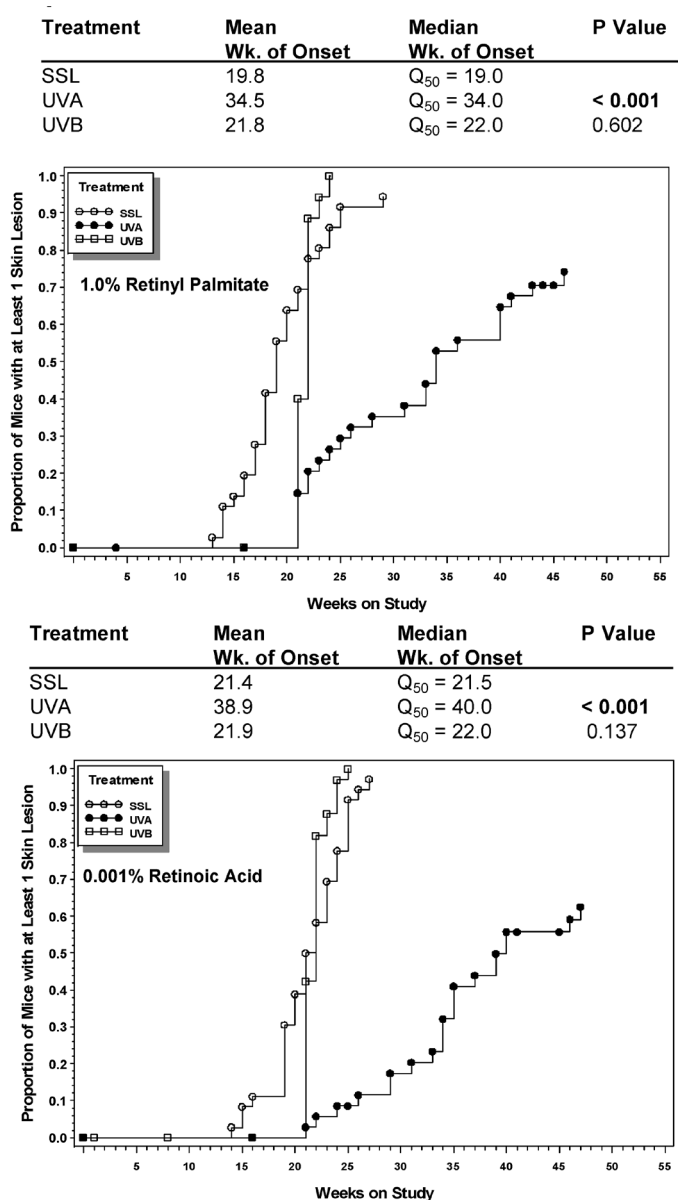 Treatment Mean Median P Value
Wk. of Onset Wk. of Onset
SSL 19.8 Q50 = 19.0
UVA 34.5 Q50 = 34.0 < 0.001
UVB 21.8 Q50 = 22.0 0.602
Treatment
SSL
UVA
UVB
1.0% Retinyl Palmitate
Proportion of Mice with at Least 1 Skin Lesion
1.0
0.9
0.8
0.7
0.6
0.5
0.4
0.3
0.2
0.1
0.0
5 10 15 20 25 30 35 40 45 50 55
Weeks on Study
Treatment Mean Median P Value
Wk. of Onset Wk. of Onset
SSL 21.4 Q50 = 21.5
UVA 38.9 Q50 = 40.0 < 0.001
UVB 21.9 Q50 = 22.0 0.137
Treatment
SSL
UVA
UVB
0.001% Retinoic Acid
Proportion of Mice with at Least 1 Skin Lesion
1.0
0.9
0.8
0.7
0.6
0.5
0.4
0.3
0.2
0.1
0.0
5 10 15 20 25 30 35 40 45 50 55
Weeks on Study